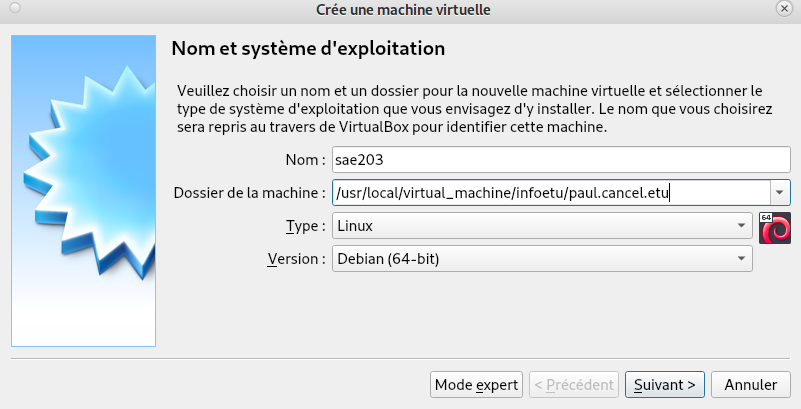 Crée une machine virtuelle
Nom et système d'exploitation
Veuillez choisir un nom et un dossier pour la nouvelle machine virtuelle et sélectionner le
type de système d'exploitation que vous envisagez d'y installer. Le nom que vous choisirez
sera repris au travers de VirtualBox pour identifier cette machine.
Nom : sae203
Dossier de la machine : /usr/local/virtual_machine/infoetu/paul.cancel.etu
Type : Linux
64
Version : Debian (64-bit)
Mode expert < Précédent Suivant > Annuler